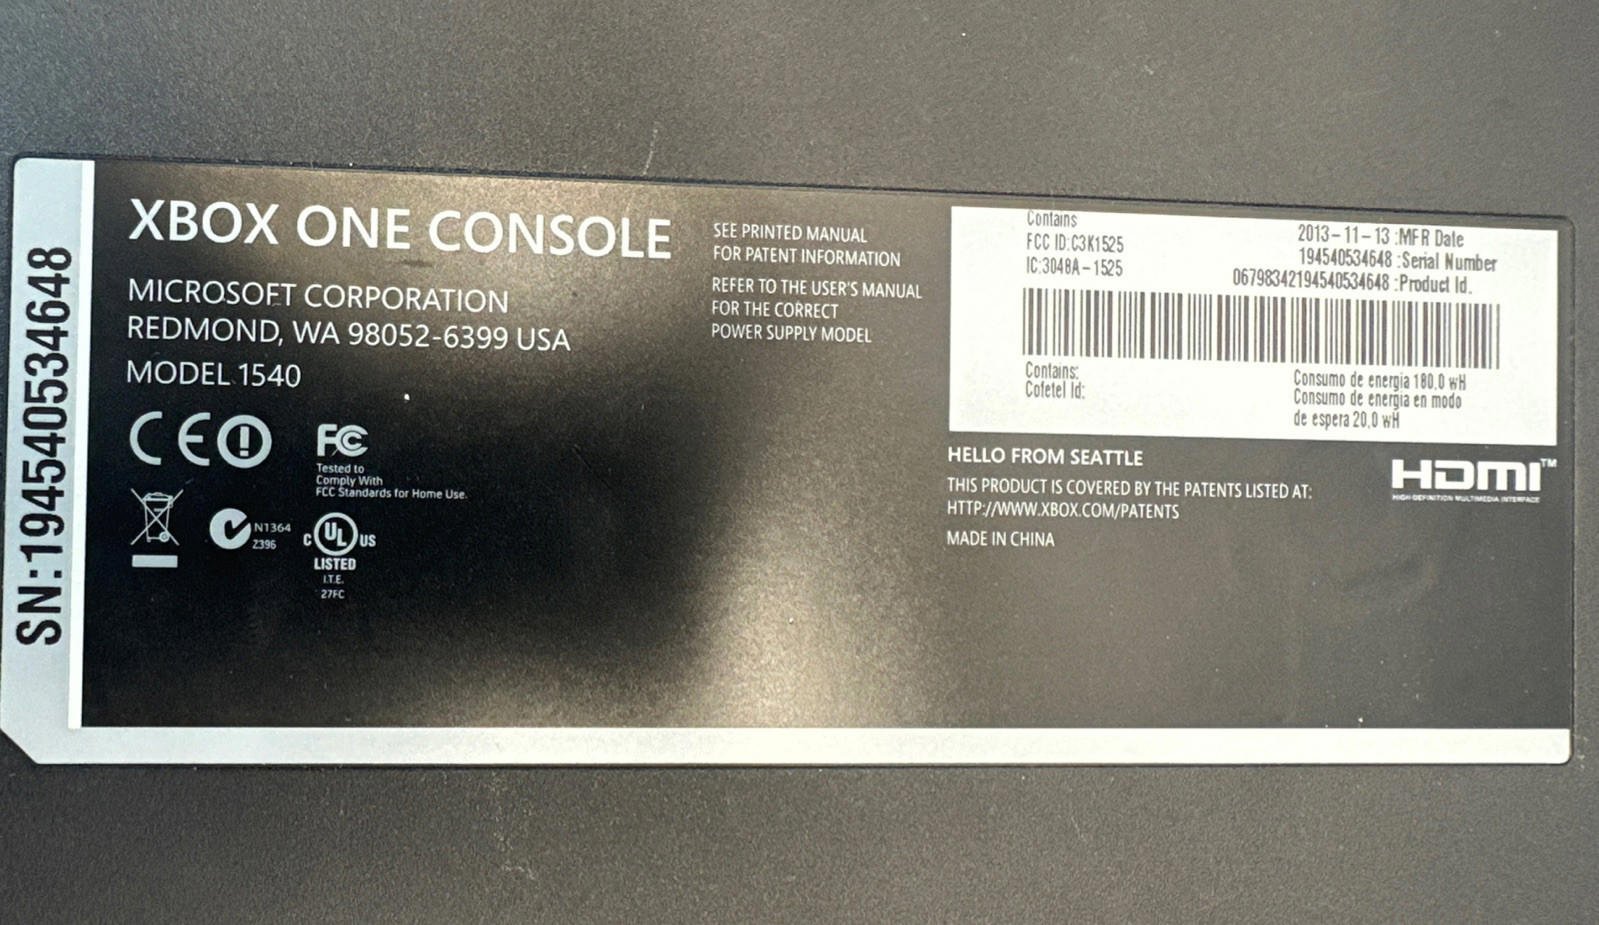 SN:194540534648
XBOX ONE CONSOLE
MICROSOFT CORPORATION
REDMOND, WA 98052-6399 USA
MODEL 1540
CE
FC
Tested to
Comply With
FCC Standards for Home Use.
N1364
Z396
C UL US
LISTED
I.T.E.
27FC
SEE PRINTED MANUAL
FOR PATENT INFORMATION
REFER TO THE USER'S MANUAL
FOR THE CORRECT
POWER SUPPLY MODEL
Contains
FCC ID:C3K1525
IC:3048A-1525
2013-11-13 :MFR Date
194540534648 :Serial Number
06798342194540534648 :Product Id.
Contains:
Cofetel Id:
Consumo de energia 180.0 wH
Consumo de energia en modo
de espera 20.0 wH
HELLO FROM SEATTLE
THIS PRODUCT IS COVERED BY THE PATENTS LISTED AT:
HTTP://WWW.XBOX.COM/PATENTS
MADE IN CHINA
HDMI™
HIGH-DEFINITION MULTIMEDIA INTERFACE